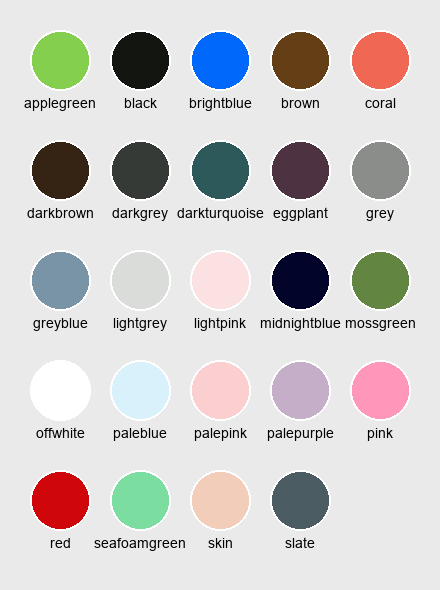 applegreen black brightblue brown coral
darkbrown darkgrey darkturquoise eggplant grey
greyblue lightgrey lightpink midnightblue mossgreen
offwhite paleblue palepink palepurple pink
red seafoamgreen skin slate